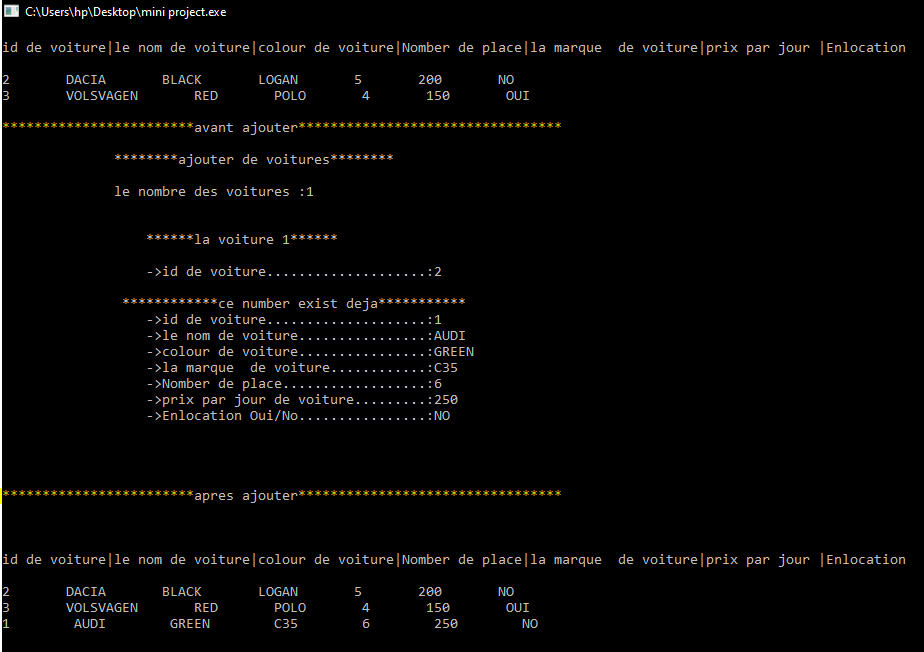 C:\Users\hp\Desktop\mini project.exe
id de voiture|le nom de voiture|colour de voiture|Nomber de place|la marque  de voiture|prix par jour |Enlocation
2       DACIA       BLACK       LOGAN       5       200       NO
3       VOLSVAGEN       RED       POLO       4       150       OUI
************************avant ajouter*********************************
********ajouter de voitures********
le nombre des voitures :1
******la voiture 1******
->id de voiture....................:2
************ce number exist deja***********
->id de voiture....................:1
->le nom de voiture................:AUDI
->colour de voiture................:GREEN
->la marque  de voiture............:C35
->Nomber de place..................:6
->prix par jour de voiture.........:250
->Enlocation Oui/No................:NO
************************apres ajouter*********************************
id de voiture|le nom de voiture|colour de voiture|Nomber de place|la marque  de voiture|prix par jour |Enlocation
2       DACIA       BLACK       LOGAN       5       200       NO
3       VOLSVAGEN       RED       POLO       4       150       OUI
1        AUDI        GREEN        C35        6        250        NO